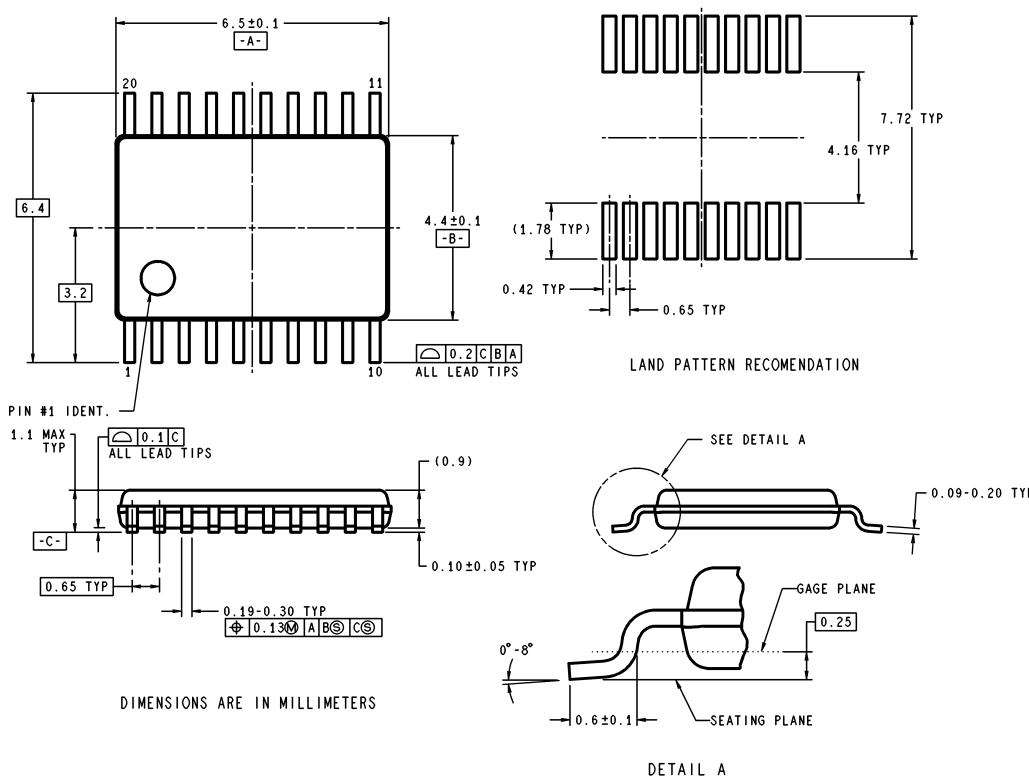 6.5±0.1
-A-
20
11
6.4
3.2
4.4±0.1
-B-
1
10
⌓ 0.2 C B A
ALL LEAD TIPS
PIN #1 IDENT.
7.72 TYP
4.16 TYP
(1.78 TYP)
0.42 TYP
0.65 TYP
LAND PATTERN RECOMENDATION
1.1 MAX
TYP
⌓ 0.1 C
ALL LEAD TIPS
(0.9)
-C-
0.65 TYP
0.10±0.05 TYP
0.19-0.30 TYP
⌖ 0.13Ⓜ A BⓈ CⓈ
DIMENSIONS ARE IN MILLIMETERS
SEE DETAIL A
0.09-0.20 TYP
GAGE PLANE
0.25
0°-8°
0.6±0.1
SEATING PLANE
DETAIL A